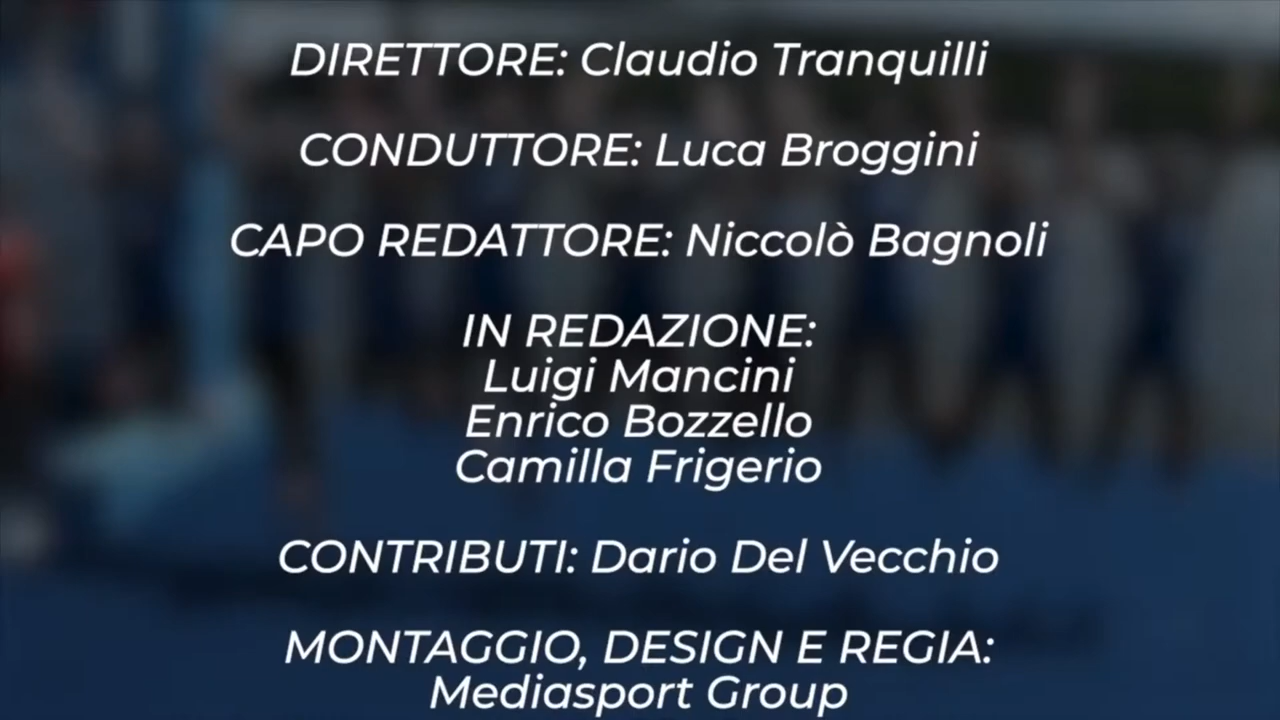 DIRETTORE: Claudio Tranquilli
CONDUTTORE: Luca Broggini
CAPO REDATTORE: Niccolò Bagnoli
IN REDAZIONE:
Luigi Mancini
Enrico Bozzello
Camilla Frigerio
CONTRIBUTI: Dario Del Vecchio
MONTAGGIO, DESIGN E REGIA:
Mediasport Group